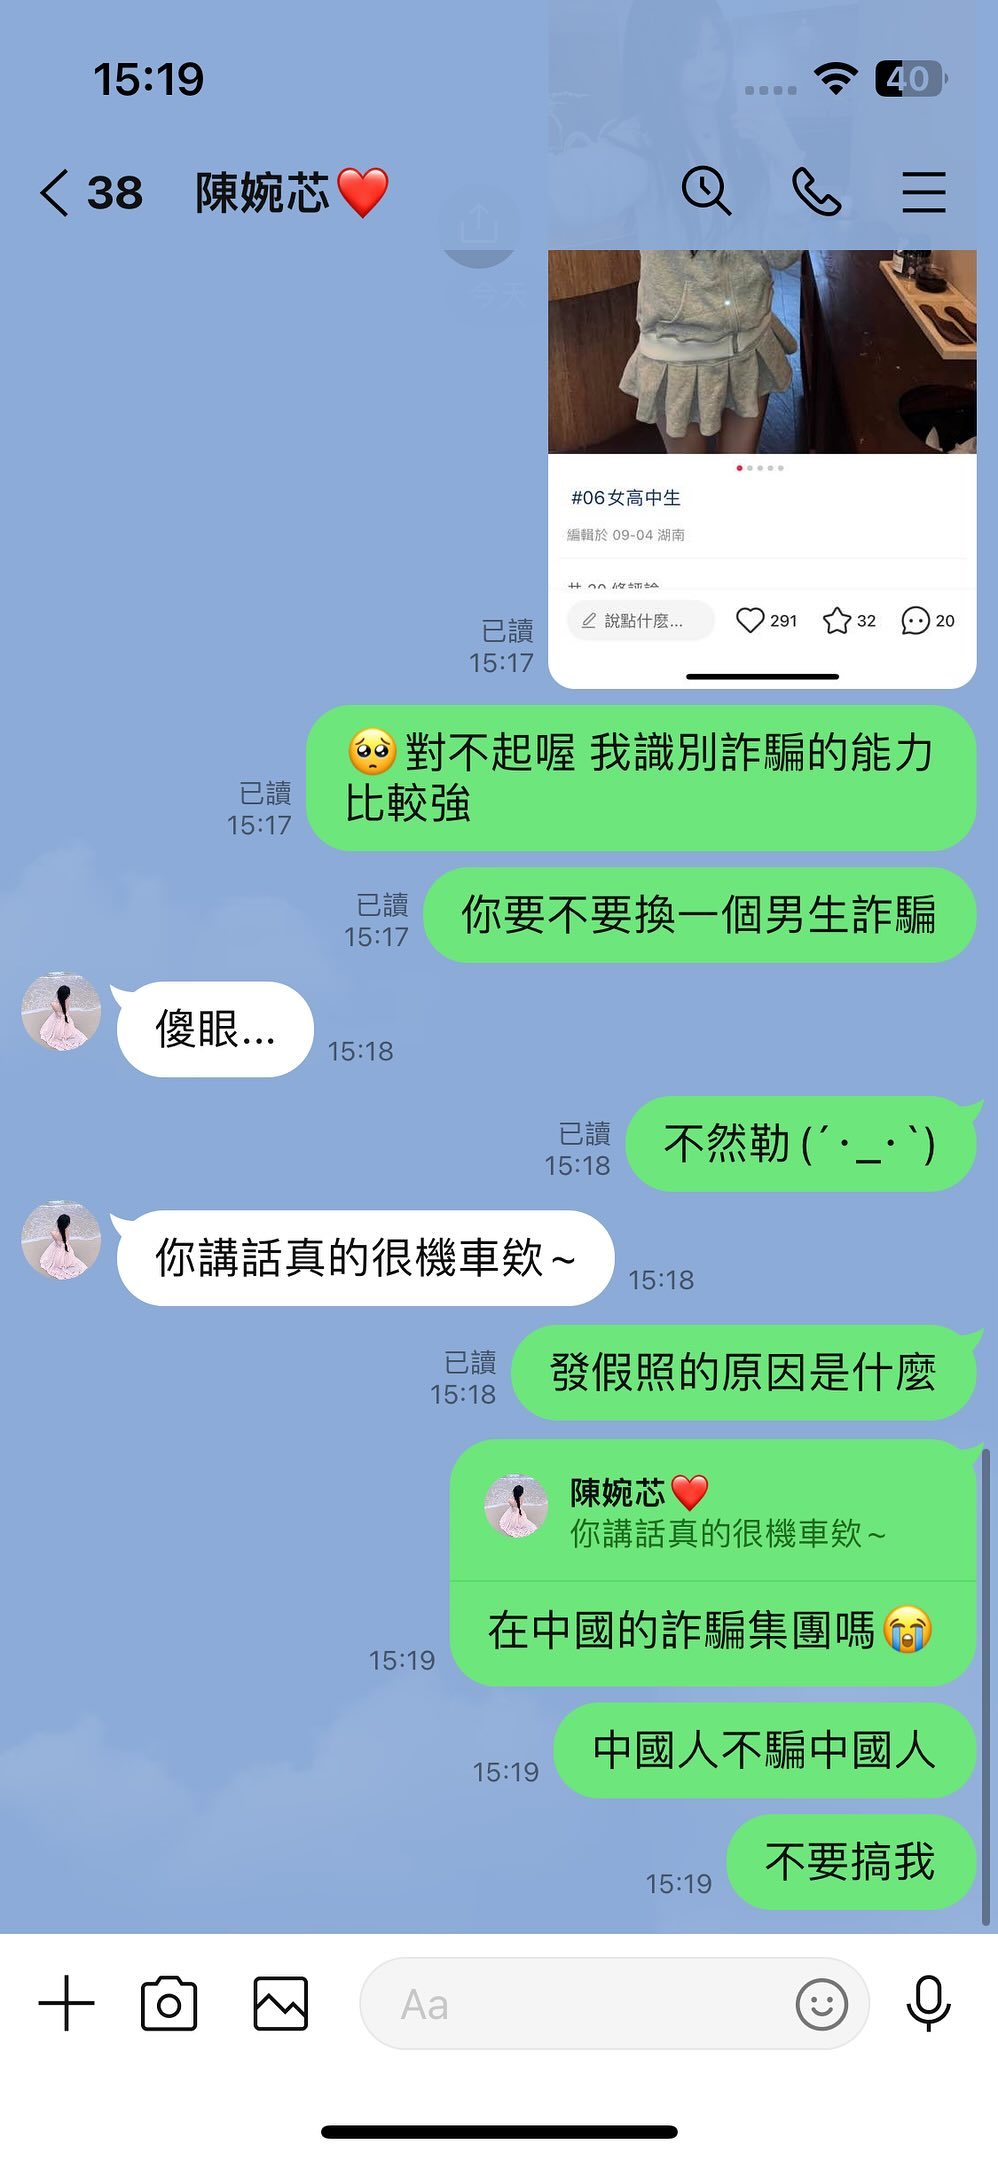 15:19
40
38 陳婉芯❤️
今天
#06女高中生
編輯於 09-04 湖南
說點什麼...
291
32
20
已讀
15:17
🥺對不起喔 我識別詐騙的能力
比較強
已讀
15:17
你要不要換一個男生詐騙
已讀
15:17
傻眼...
15:18
不然勒(´・_・`)
已讀
15:18
你講話真的很機車欸~
15:18
發假照的原因是什麼
已讀
15:18
陳婉芯❤️
你講話真的很機車欸~
在中國的詐騙集團嗎😭
15:19
中國人不騙中國人
15:19
不要搞我
15:19
Aa